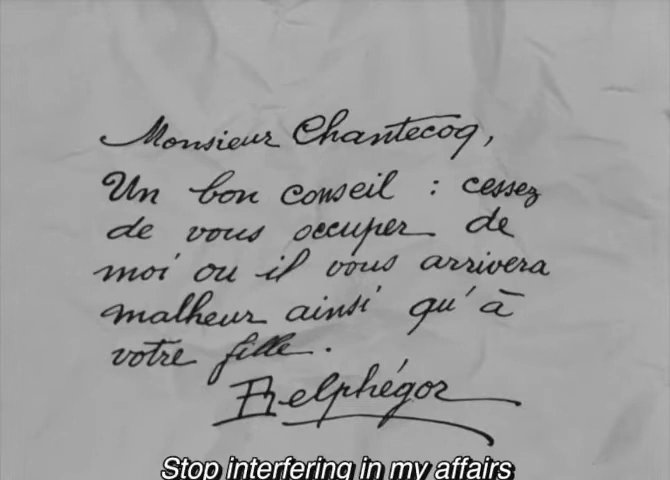 Monsieur Chantecoq,
Un bon conseil : cessez
de vous occuper de
moi ou il vous arrivera
malheur ainsi qu'à
votre fille.
Belphégor
Stop interfering in my affairs